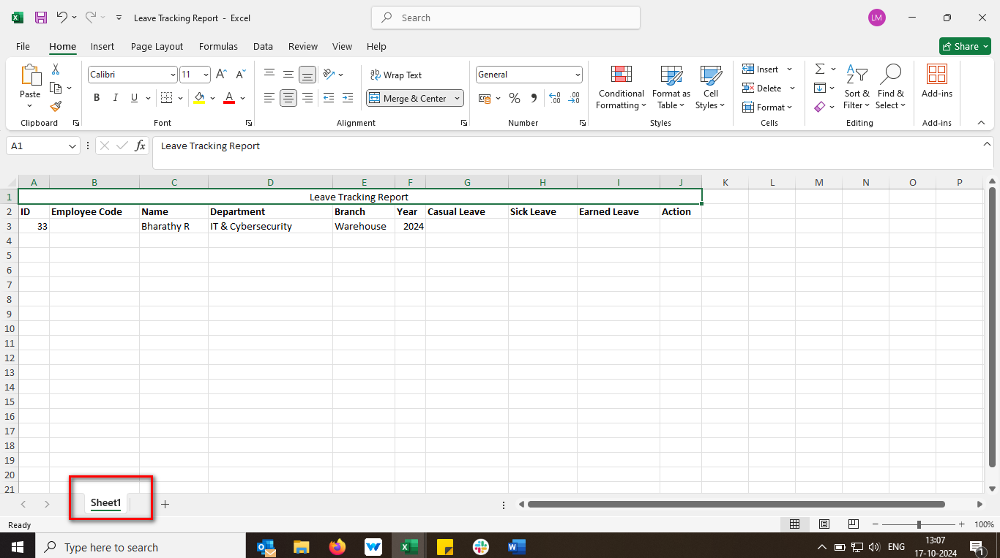 Leave Tracking Report - Excel
Search
LM
File Home Insert Page Layout Formulas Data Review View Help
Share
Paste
Clipboard
Calibri 11
B I U A
Font
Wrap Text
Merge & Center
Alignment
General
%
Number
Conditional Formatting
Format as Table
Cell Styles
Styles
Insert
Delete
Format
Cells
Sort & Filter
Find & Select
Editing
Add-ins
Add-ins
A1
fx
Leave Tracking Report
A B C D E F G H I J K L M N O P
1 Leave Tracking Report
2 ID Employee Code Name Department Branch Year Casual Leave Sick Leave Earned Leave Action
3 33 Bharathy R IT & Cybersecurity Warehouse 2024
4
5
6
7
8
9
10
11
12
13
14
15
16
17
18
19
20
21
Sheet1
Ready
100%
Type here to search
ENG
13:07
17-10-2024
1